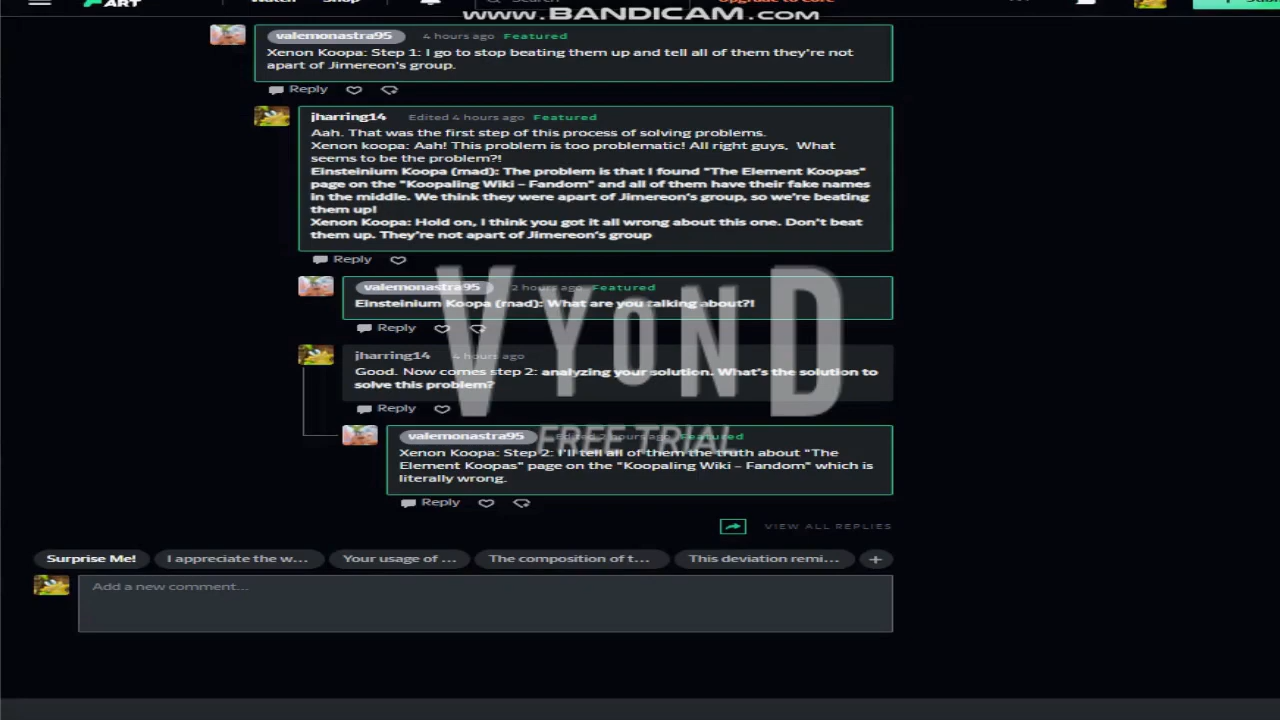 WWW.BANDICAM.COM
ART
Watch
Shop
Search
Upgrade to Core
valemonastra95 4 hours ago Featured
Xenon Koopa: Step 1: I go to stop beating them up and tell all of them they're not
apart of Jimereon's group.
Reply
jharring14 Edited 4 hours ago Featured
Aah. That was the first step of this process of solving problems.
Xenon koopa: Aah! This problem is too problematic! All right guys, What
seems to be the problem?!
Einsteinium Koopa (mad): The problem is that I found "The Element Koopas"
page on the "Koopaling Wiki – Fandom" and all of them have their fake names
in the middle. We think they were apart of Jimereon's group, so we're beating
them up!
Xenon Koopa: Hold on, I think you got it all wrong about this one. Don't beat
them up. They're not apart of Jimereon's group
Reply
valemonastra95 2 hours ago Featured
Einsteinium Koopa (mad): What are you talking about?!
Reply
jharring14 4 hours ago
Good. Now comes step 2: analyzing your solution. What's the solution to
solve this problem?
Reply
VYOND
FREE TRIAL
valemonastra95 Edited hours ago Featured
Xenon Koopa: Step 2: I'll tell all of them the truth about "The
Element Koopas" page on the "Koopaling Wiki – Fandom" which is
literally wrong.
Reply
VIEW ALL REPLIES
Surprise Me! I appreciate the w... Your usage of ... The composition of t... This deviation remi... +
Add a new comment...